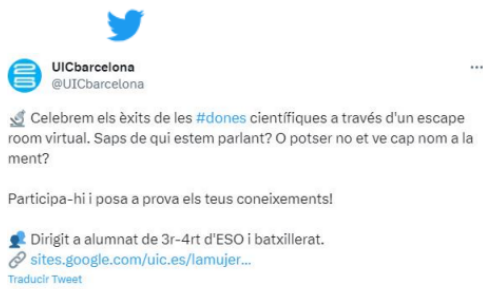 UICbarcelona
@UICbarcelona
Celebrem els èxits de les #dones científiques a través d'un escape
room virtual. Saps de qui estem parlant? O potser no et ve cap nom a la
ment?
Participa-hi i posa a prova els teus coneixements!
Dirigit a alumnat de 3r-4rt d'ESO i batxillerat.
sites.google.com/uic.es/lamujer...
Traducir Tweet